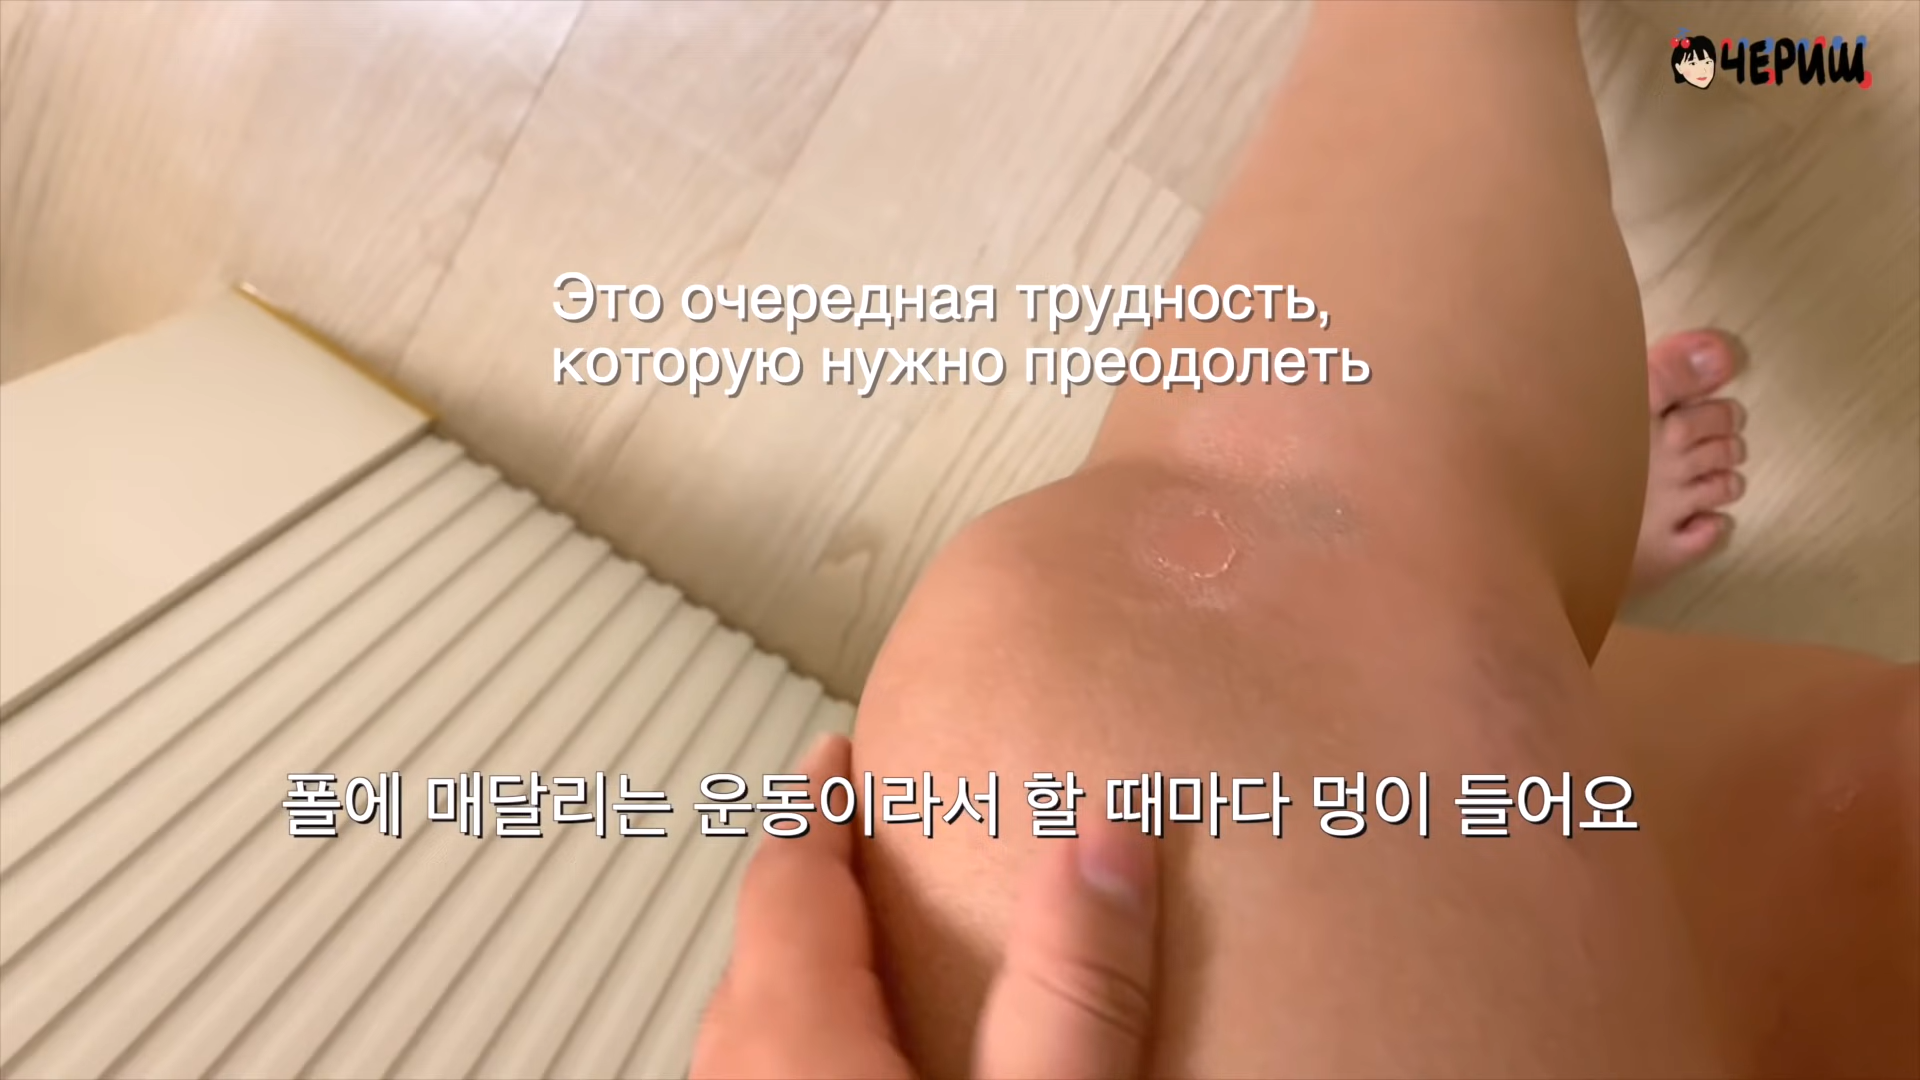 ЧЕРИШ
Это очередная трудность,
которую нужно преодолеть
폴에 매달리는 운동이라서 할 때마다 멍이 들어요